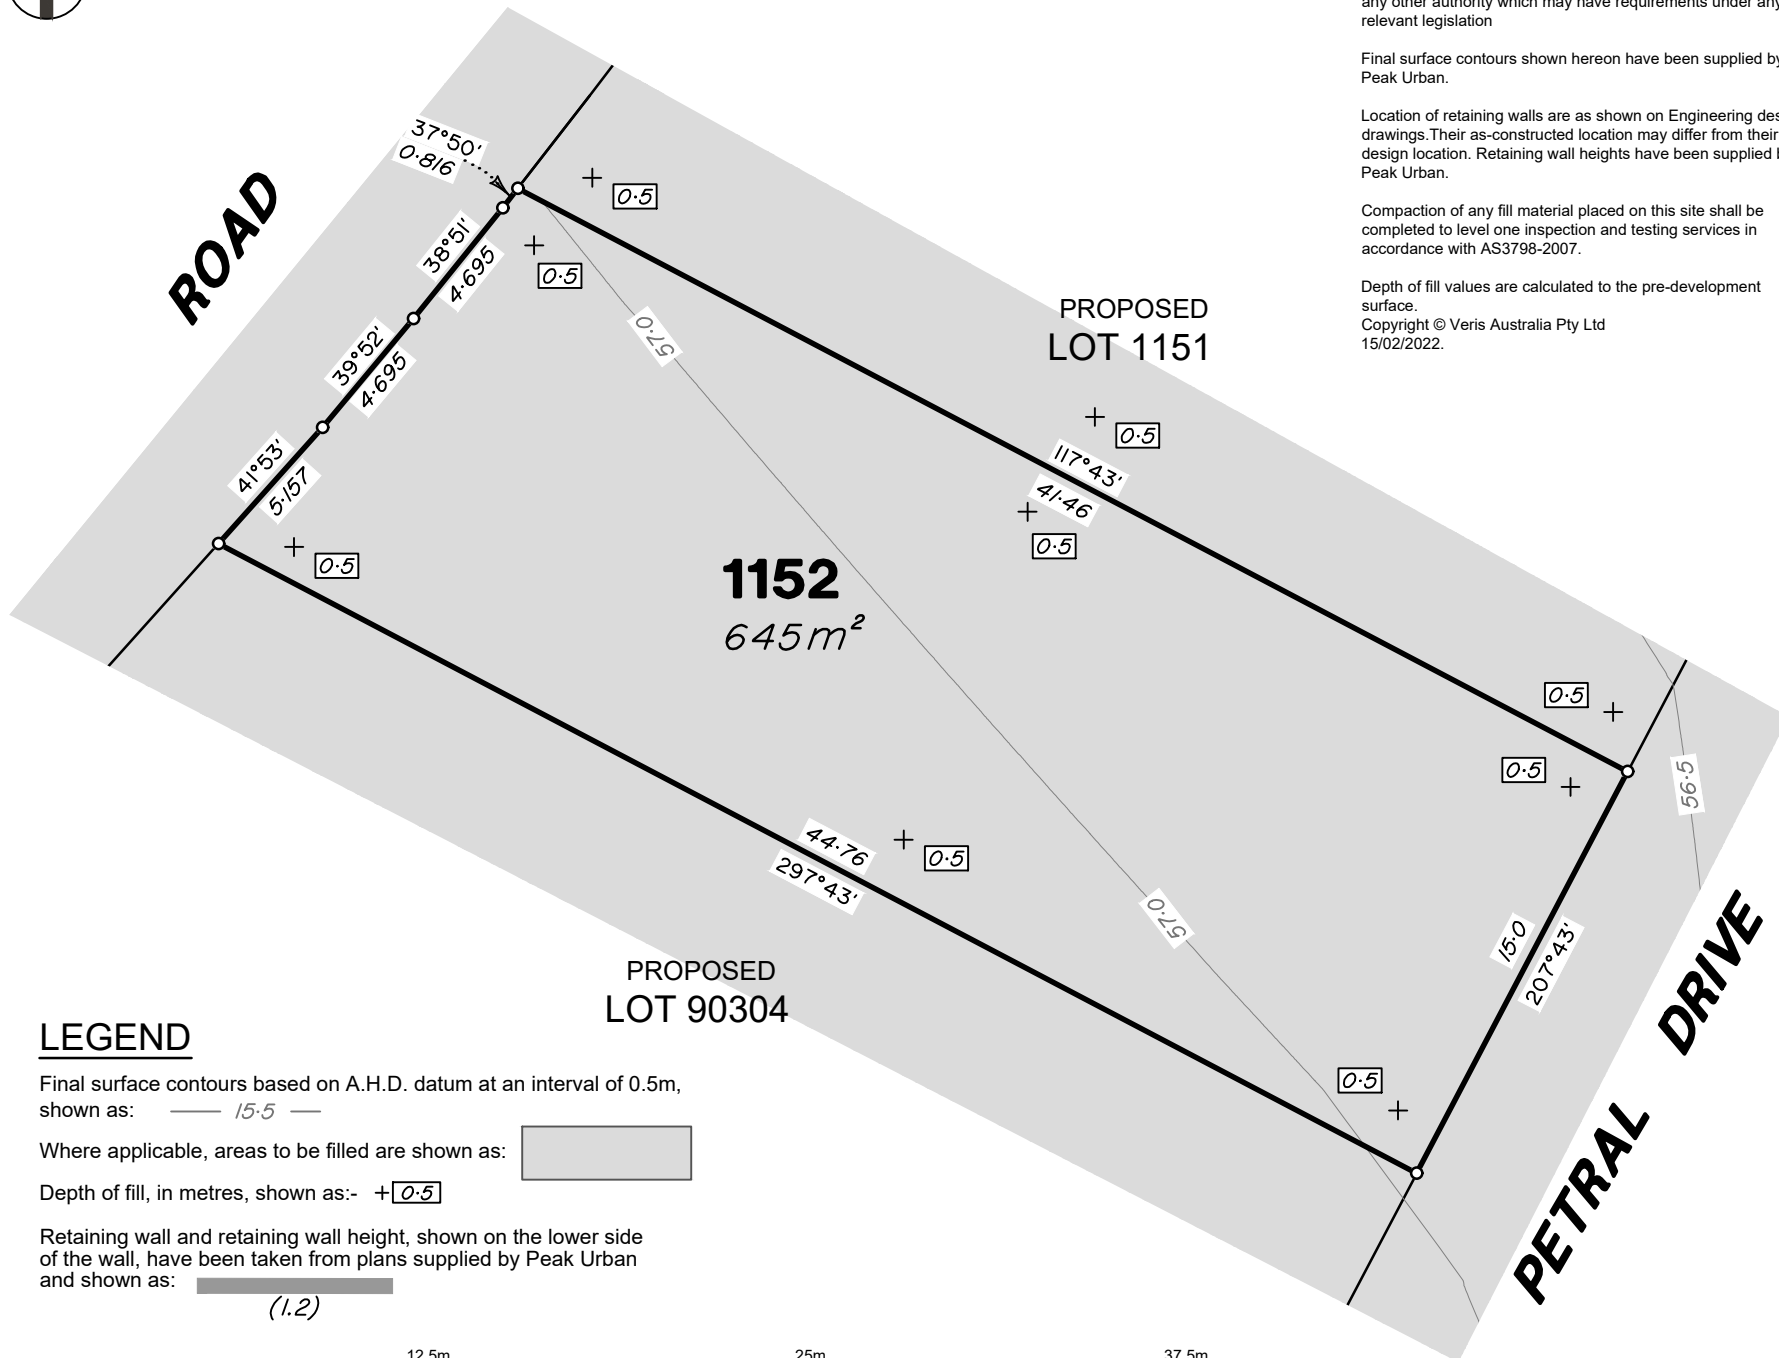 any other authority which may have requirements under any
relevant legislation
Final surface contours shown hereon have been supplied by
Peak Urban.
Location of retaining walls are as shown on Engineering des
drawings.Their as-constructed location may differ from their
design location. Retaining wall heights have been supplied
Peak Urban.
Compaction of any fill material placed on this site shall be
completed to level one inspection and testing services in
accordance with AS3798-2007.
Depth of fill values are calculated to the pre-development
surface.
Copyright © Veris Australia Pty Ltd
15/02/2022.
37°50'
0·816
ROAD
0·5
38°51'
4·695
0·5
57·0
PROPOSED
LOT 1151
39°52'
4·695
0·5
117°43'
41·46
0·5
41°53'
5·157
0·5
1152
645m²
0·5
0·5
56·5
44·76
297°43'
0·5
57·0
15·0
207°43'
PETRAL DRIVE
PROPOSED
LOT 90304
0·5
LEGEND
Final surface contours based on A.H.D. datum at an interval of 0.5m,
shown as: 15·5
Where applicable, areas to be filled are shown as:
Depth of fill, in metres, shown as:- + 0·5
Retaining wall and retaining wall height, shown on the lower side
of the wall, have been taken from plans supplied by Peak Urban
and shown as:
(1.2)
12.5m 25m 37.5m